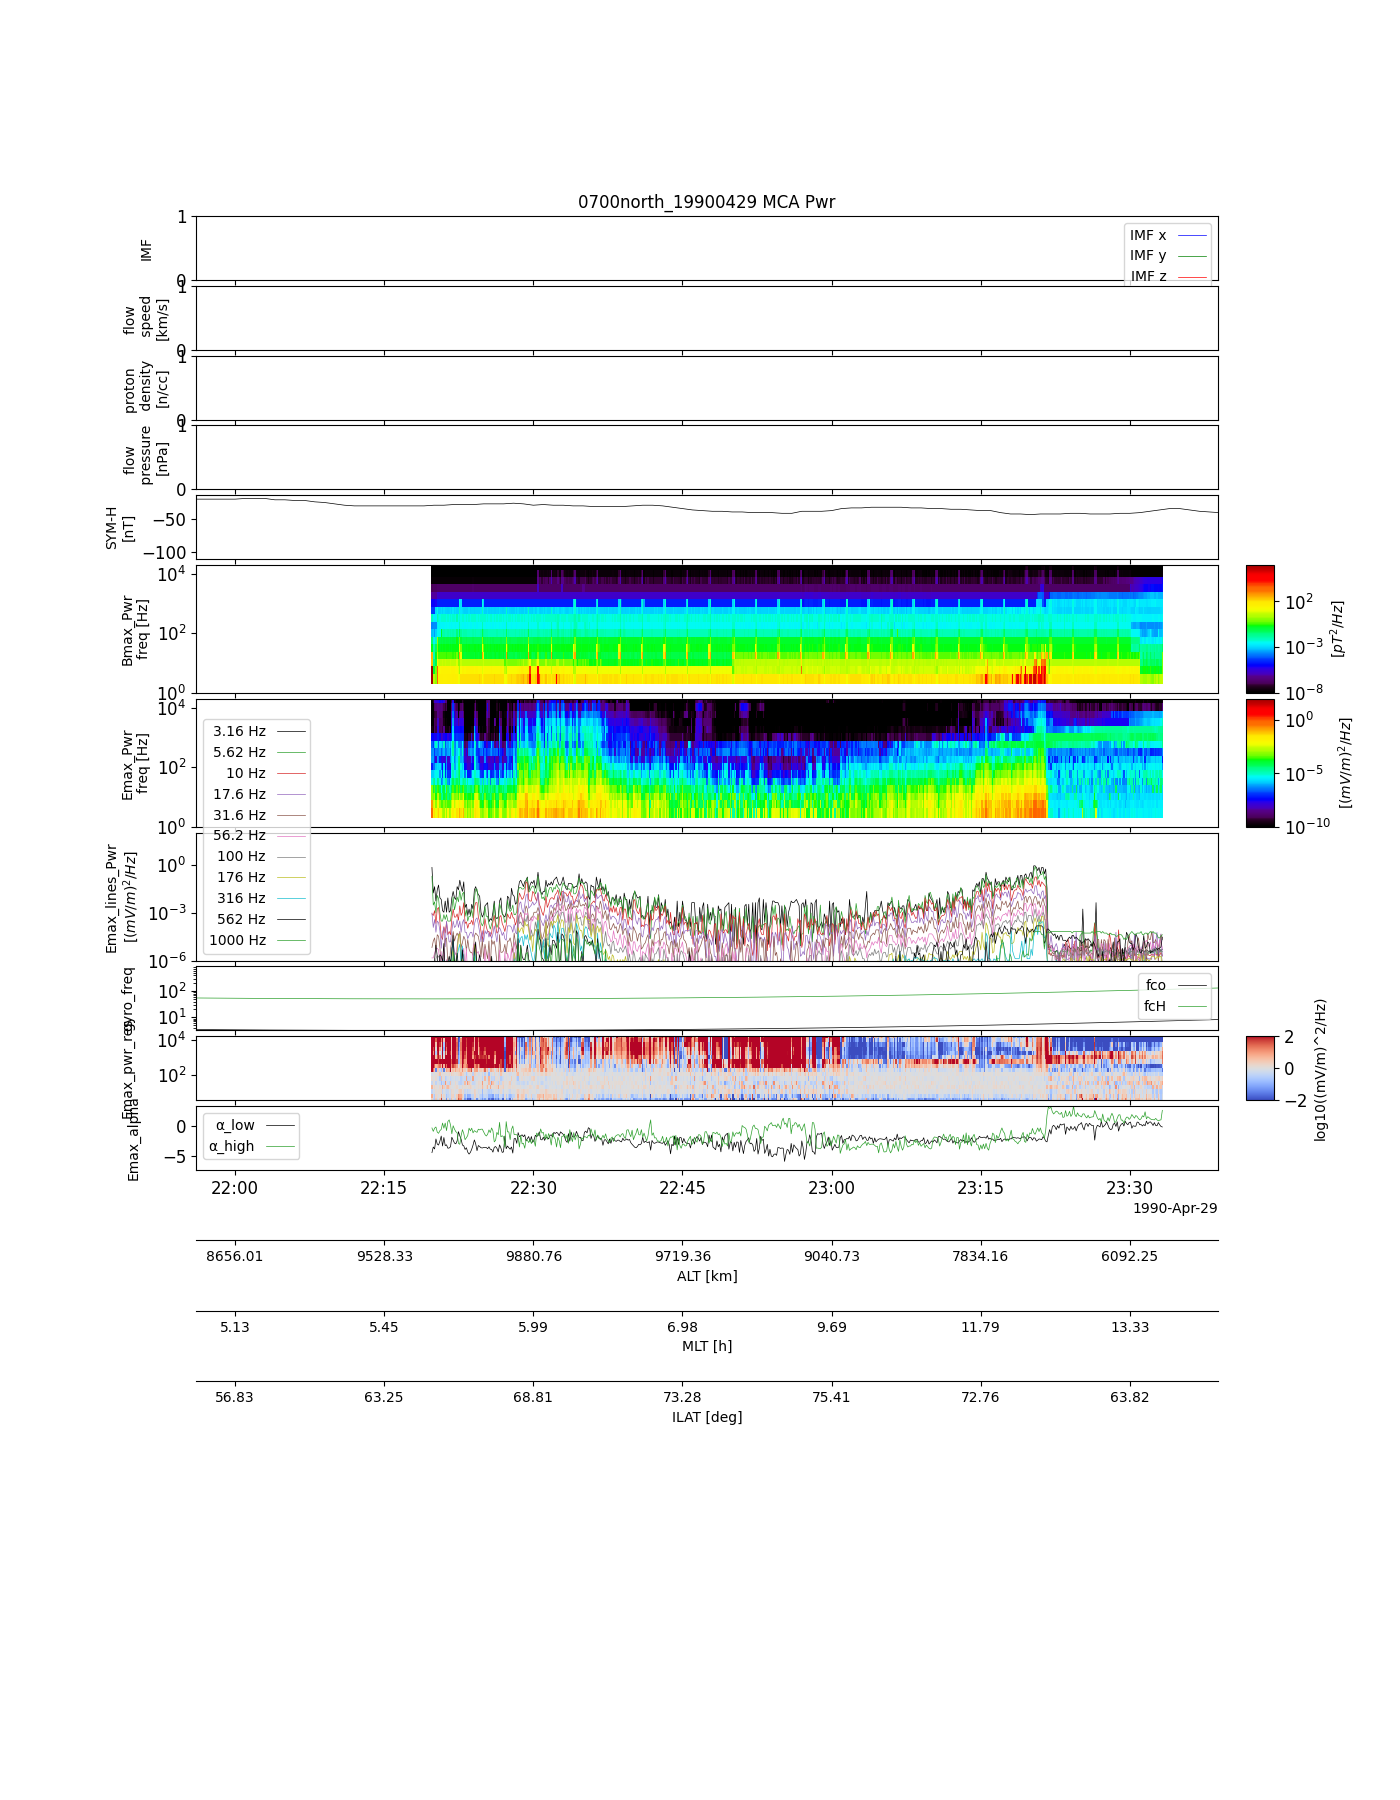 0700north_19900429 MCA Pwr
1
0
IMF
IMF x
IMF y
IMF z
1
0
flow
speed
[km/s]
1
0
proton
density
[n/cc]
1
0
flow
pressure
[nPa]
−50
−100
SYM-H
[nT]
10^4
10^2
10^0
Bmax_Pwr
freq [Hz]
10^2
10^−3
10^−8
[pT^2/Hz]
10^4
10^2
10^0
Emax_Pwr
freq [Hz]
10^0
10^−5
10^−10
[(mV/m)^2/Hz]
3.16 Hz
5.62 Hz
10 Hz
17.6 Hz
31.6 Hz
56.2 Hz
100 Hz
176 Hz
316 Hz
562 Hz
1000 Hz
10^0
10^−3
10^−6
Emax_lines_Pwr
[(mV/m)^2/Hz]
10^2
10^1
gyro_freq
fco
fcH
10^4
10^2
Emax_pwr_reg
2
0
−2
log10((mV/m)^2/Hz)
0
−5
Emax_alpha
α_low
α_high
22:00 22:15 22:30 22:45 23:00 23:15 23:30
1990-Apr-29
8656.01 9528.33 9880.76 9719.36 9040.73 7834.16 6092.25
ALT [km]
5.13 5.45 5.99 6.98 9.69 11.79 13.33
MLT [h]
56.83 63.25 68.81 73.28 75.41 72.76 63.82
ILAT [deg]